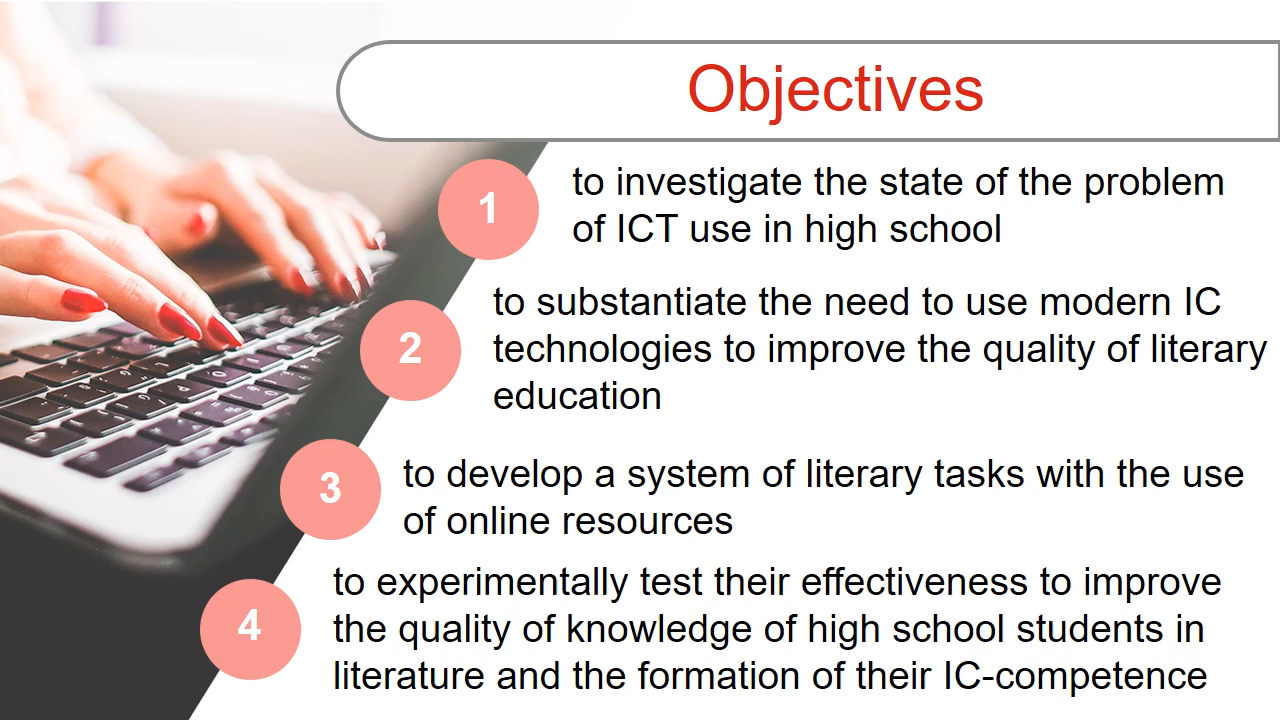 Objectives
1
to investigate the state of the problem
of ICT use in high school
2
to substantiate the need to use modern IC
technologies to improve the quality of literary
education
3
to develop a system of literary tasks with the use
of online resources
4
to experimentally test their effectiveness to improve
the quality of knowledge of high school students in
literature and the formation of their IC-competence